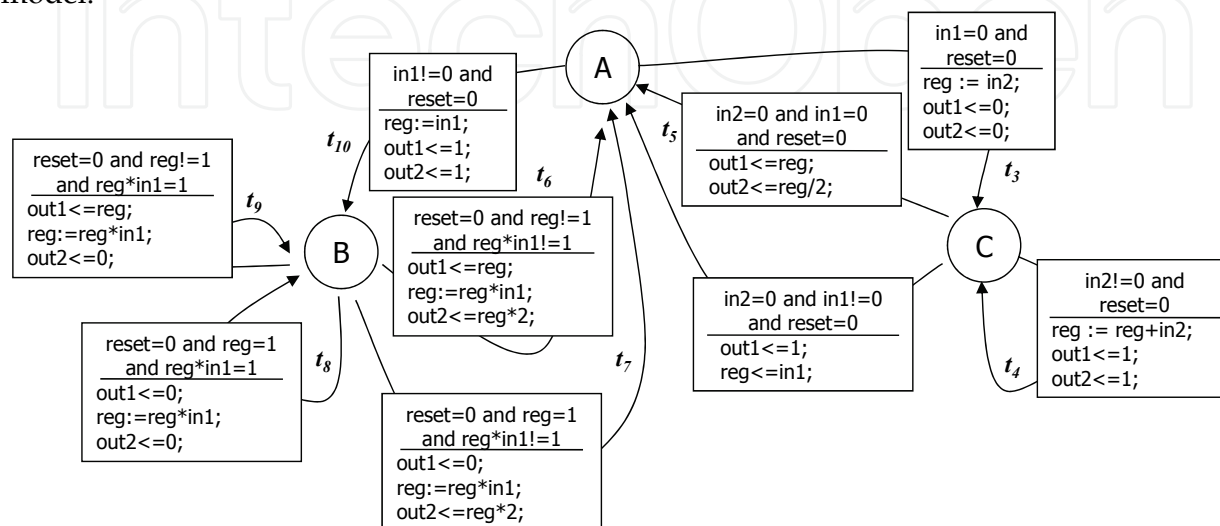 model.
IntechOpen
A
in1!=0 and
reset=0
reg:=in1;
out1<=1;
out2<=1;
t10
in1=0 and
reset=0
reg := in2;
out1<=0;
out2<=0;
t3
in2=0 and in1=0
and reset=0
out1<=reg;
out2<=reg/2;
t5
reset=0 and reg!=1
and reg*in1=1
out1<=reg;
reg:=reg*in1;
out2<=0;
t9
B
t6
reset=0 and reg!=1
and reg*in1!=1
out1<=reg;
reg:=reg*in1;
out2<=reg*2;
C
in2=0 and in1!=0
and reset=0
out1<=1;
reg<=in1;
in2!=0 and
reset=0
reg := reg+in2;
out1<=1;
out2<=1;
t4
reset=0 and reg=1
and reg*in1=1
out1<=0;
reg:=reg*in1;
out2<=0;
t8
t7
reset=0 and reg=1
and reg*in1!=1
out1<=0;
reg:=reg*in1;
out2<=reg*2;